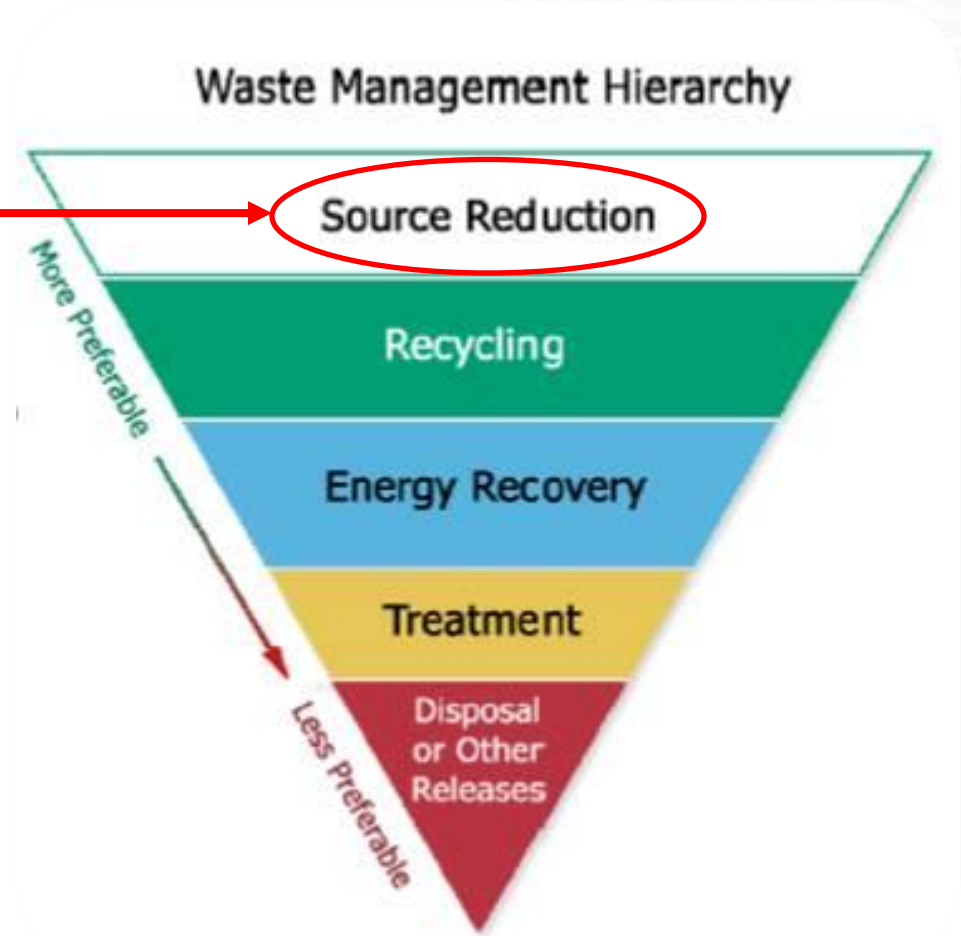 Waste Management Hierarchy
Source Reduction
More Preferable
Recycling
Energy Recovery
Treatment
Less Preferable
Disposal
or Other
Releases